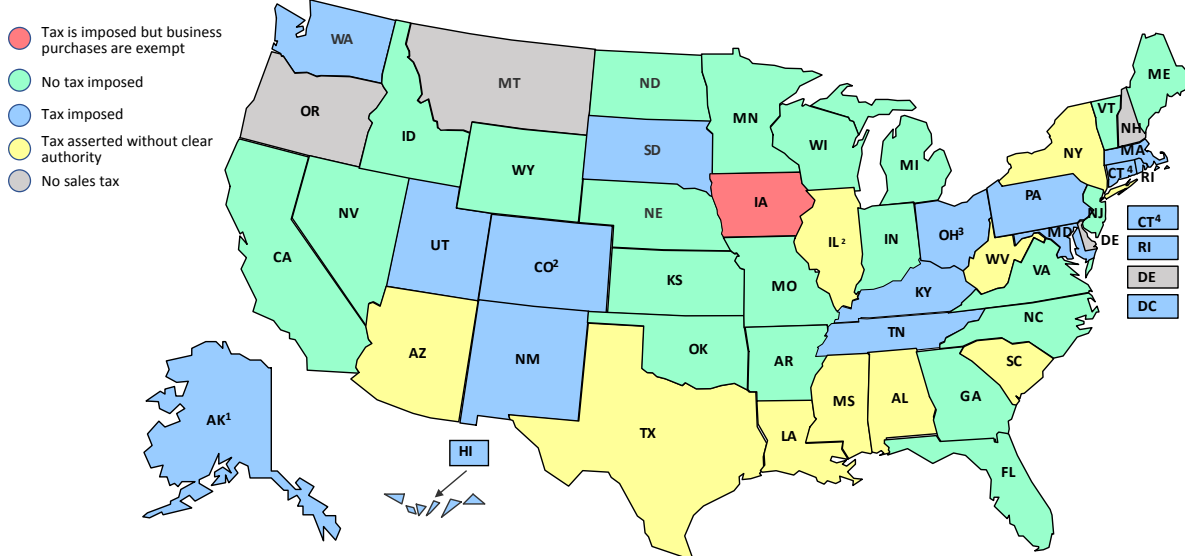 Tax is imposed but business
purchases are exempt
No tax imposed
Tax imposed
Tax asserted without clear
authority
No sales tax
WA
OR
MT
ID
WY
ND
SD
NE
MN
WI
MI
IA
ME
VT
NH
MA
CT⁴
RI
NY
PA
NJ
MD
DE
CT⁴
RI
DE
DC
CA
NV
UT
CO²
KS
MO
IL ²
IN
OH³
WV
VA
KY
TN
NC
SC
AZ
NM
OK
AR
TX
LA
MS
AL
GA
FL
AK¹
HI